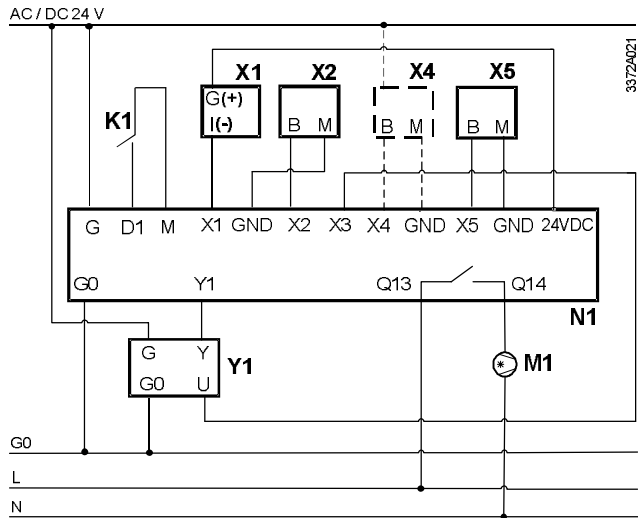 AC / DC 24 V
3372A021
X1 X2 X4 X5
G(+)
I(-)
K1
B M B M B M
G D1 M X1 GND X2 X3 X4 GND X5 GND 24VDC
G0 Y1 Q13 Q14
N1
G Y
G0 U
Y1
M1
G0
L
N